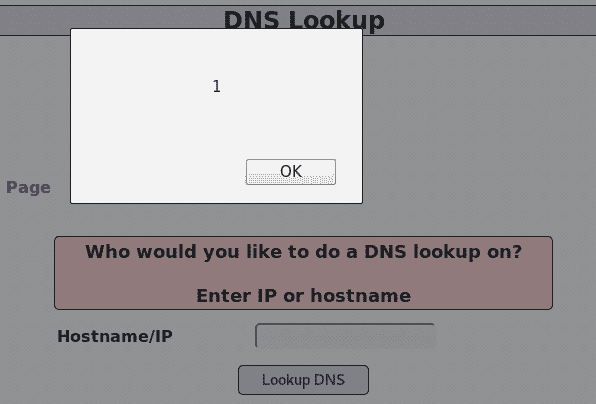 DNS Lookup
1
OK
Page
Who would you like to do a DNS lookup on?
Enter IP or hostname
Hostname/IP
Lookup DNS